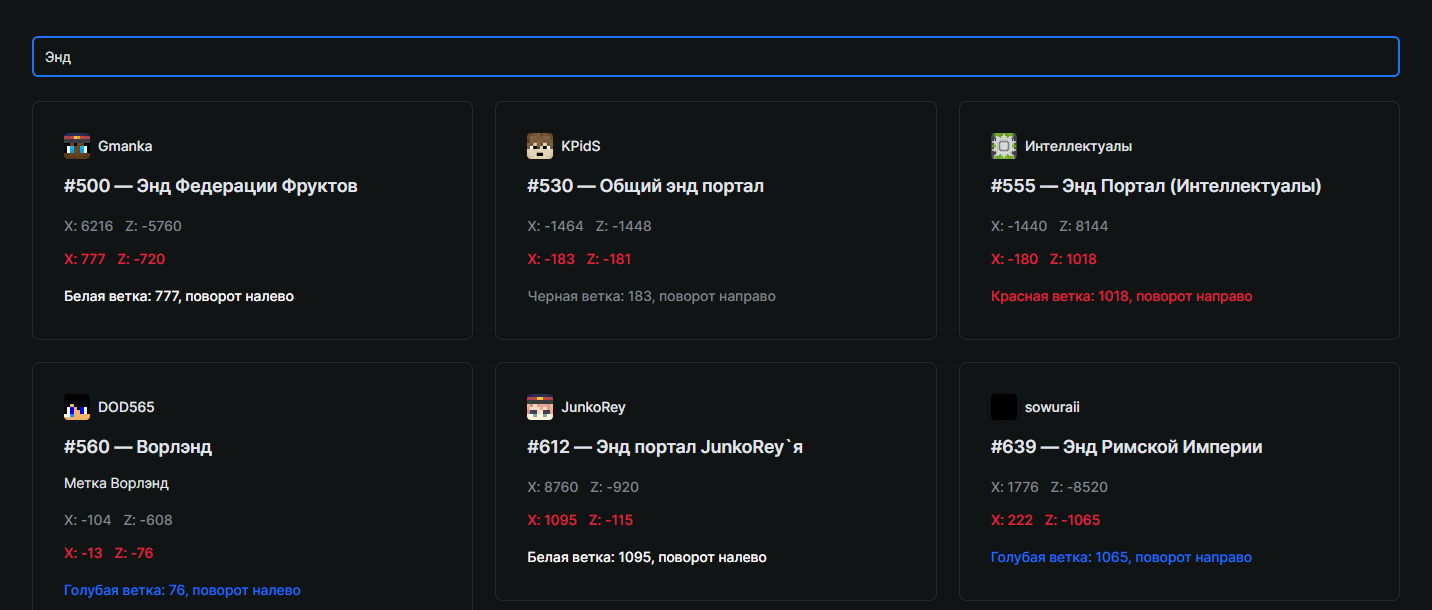 Энд
Gmanka
#500 — Энд Федерации Фруктов
X: 6216 Z: -5760
X: 777 Z: -720
Белая ветка: 777, поворот налево
KPidS
#530 — Общий энд портал
X: -1464 Z: -1448
X: -183 Z: -181
Черная ветка: 183, поворот направо
Интеллектуалы
#555 — Энд Портал (Интеллектуалы)
X: -1440 Z: 8144
X: -180 Z: 1018
Красная ветка: 1018, поворот направо
DOD565
#560 — Ворлэнд
Метка Ворлэнд
X: -104 Z: -608
X: -13 Z: -76
Голубая ветка: 76, поворот налево
JunkoRey
#612 — Энд портал JunkoRey`я
X: 8760 Z: -920
X: 1095 Z: -115
Белая ветка: 1095, поворот налево
sowuraii
#639 — Энд Римской Империи
X: 1776 Z: -8520
X: 222 Z: -1065
Голубая ветка: 1065, поворот направо